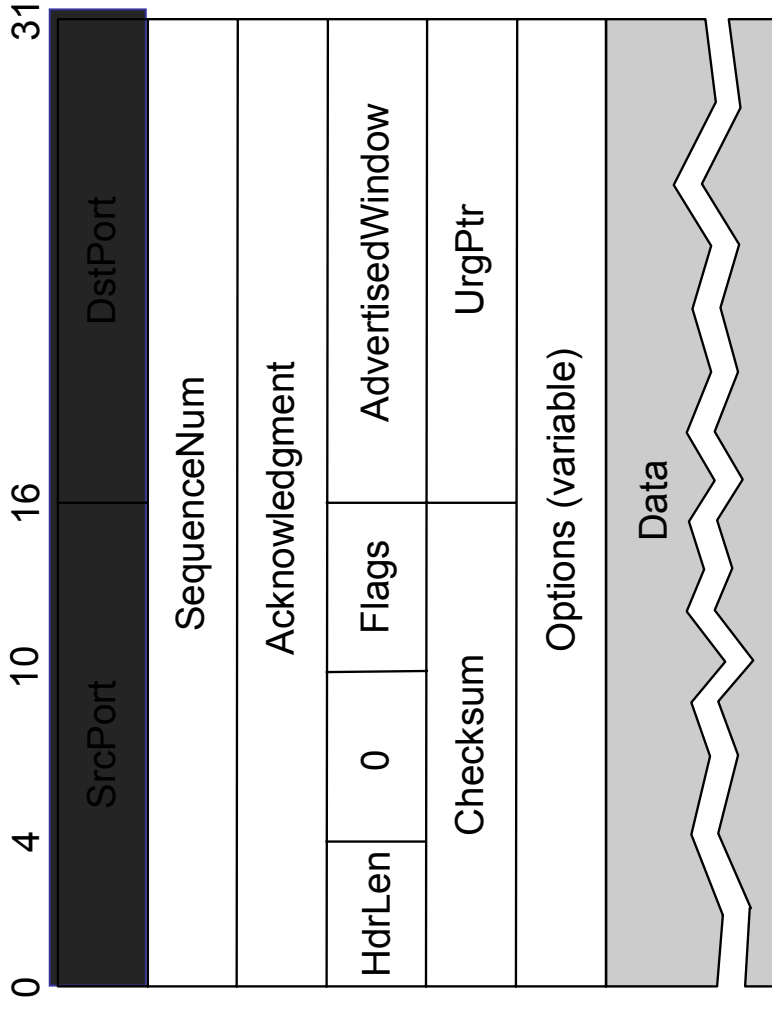 0 4 10 16 31
SrcPort DstPort
SequenceNum
Acknowledgment
HdrLen 0 Flags AdvertisedWindow
Checksum UrgPtr
Options (variable)
Data